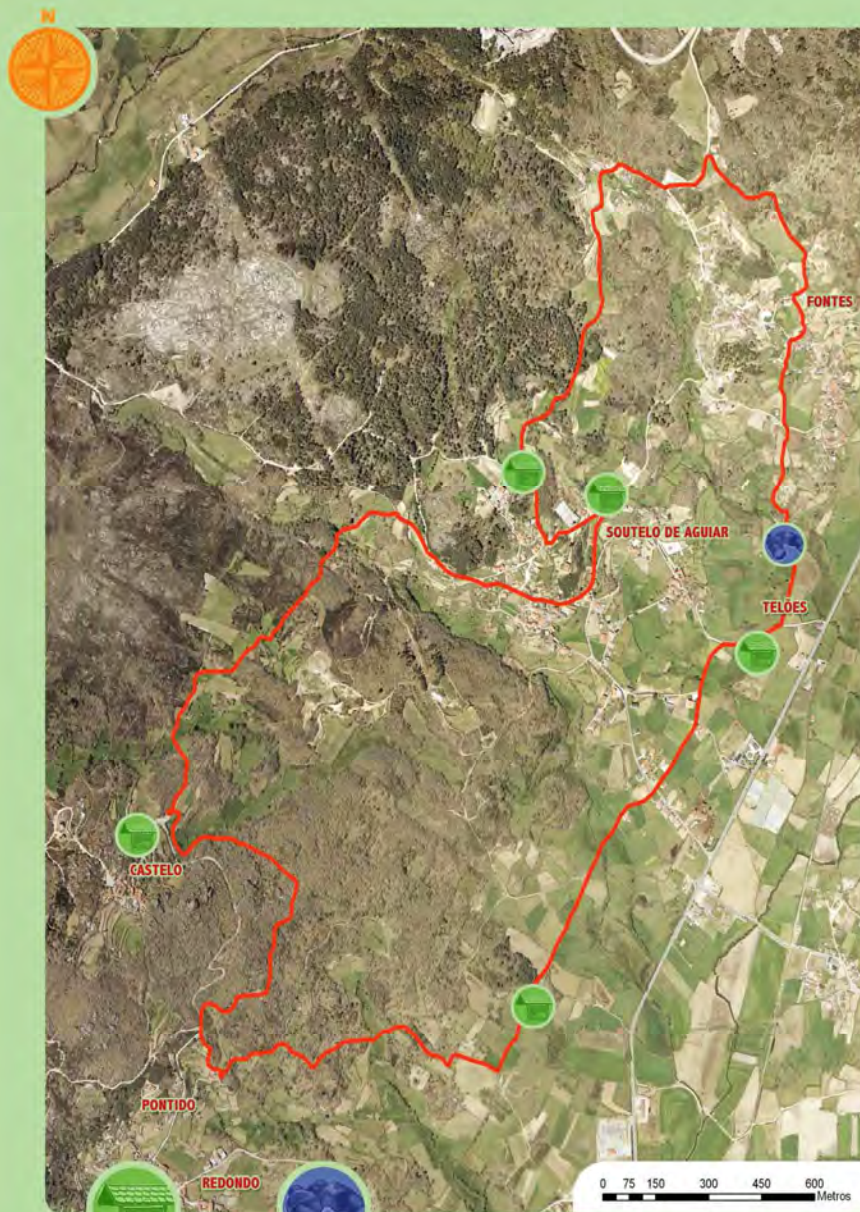 N
FONTES
SOUTELO DE AGUIAR
TELÕES
CASTELO
PONTIDO
REDONDO
0 75 150 300 450 600
Metros